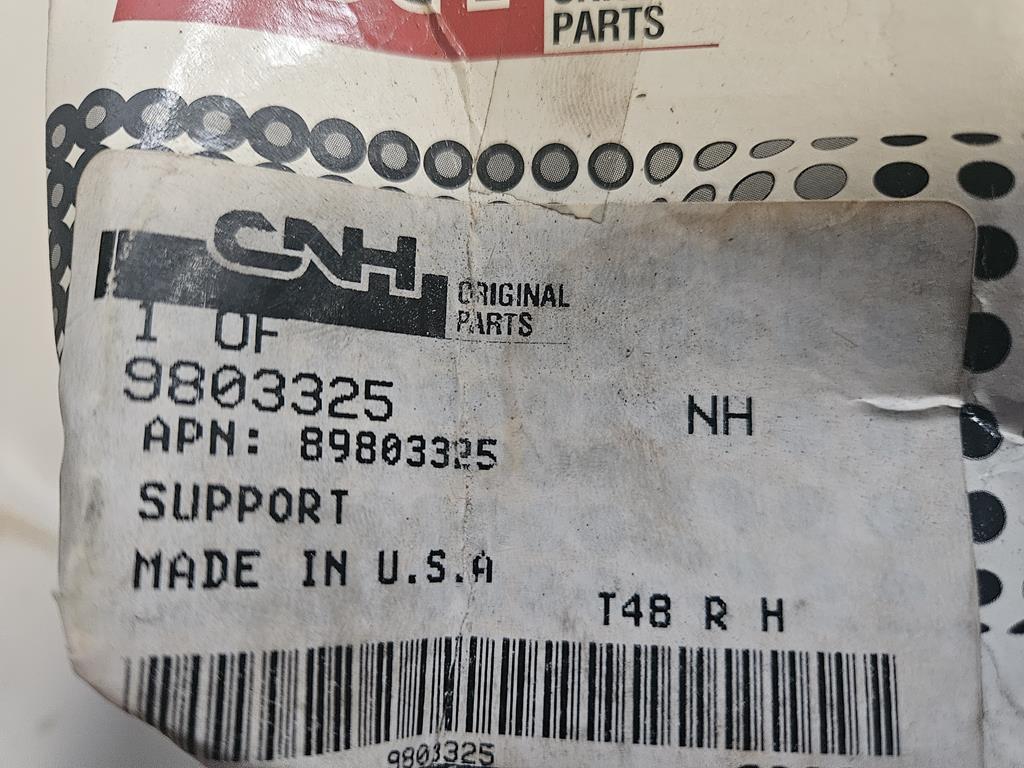 PARTS
CNH
ORIGINAL
PARTS
1 OF
9803325
NH
APN: 89803325
SUPPORT
MADE IN U.S.A
T48 R H
9803325